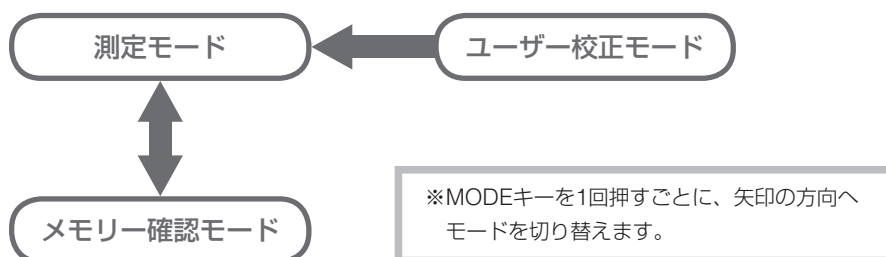 測定モード
ユーザー校正モード
メモリー確認モード
※MODEキーを1回押すごとに、矢印の方向へ
モードを切り替えます。